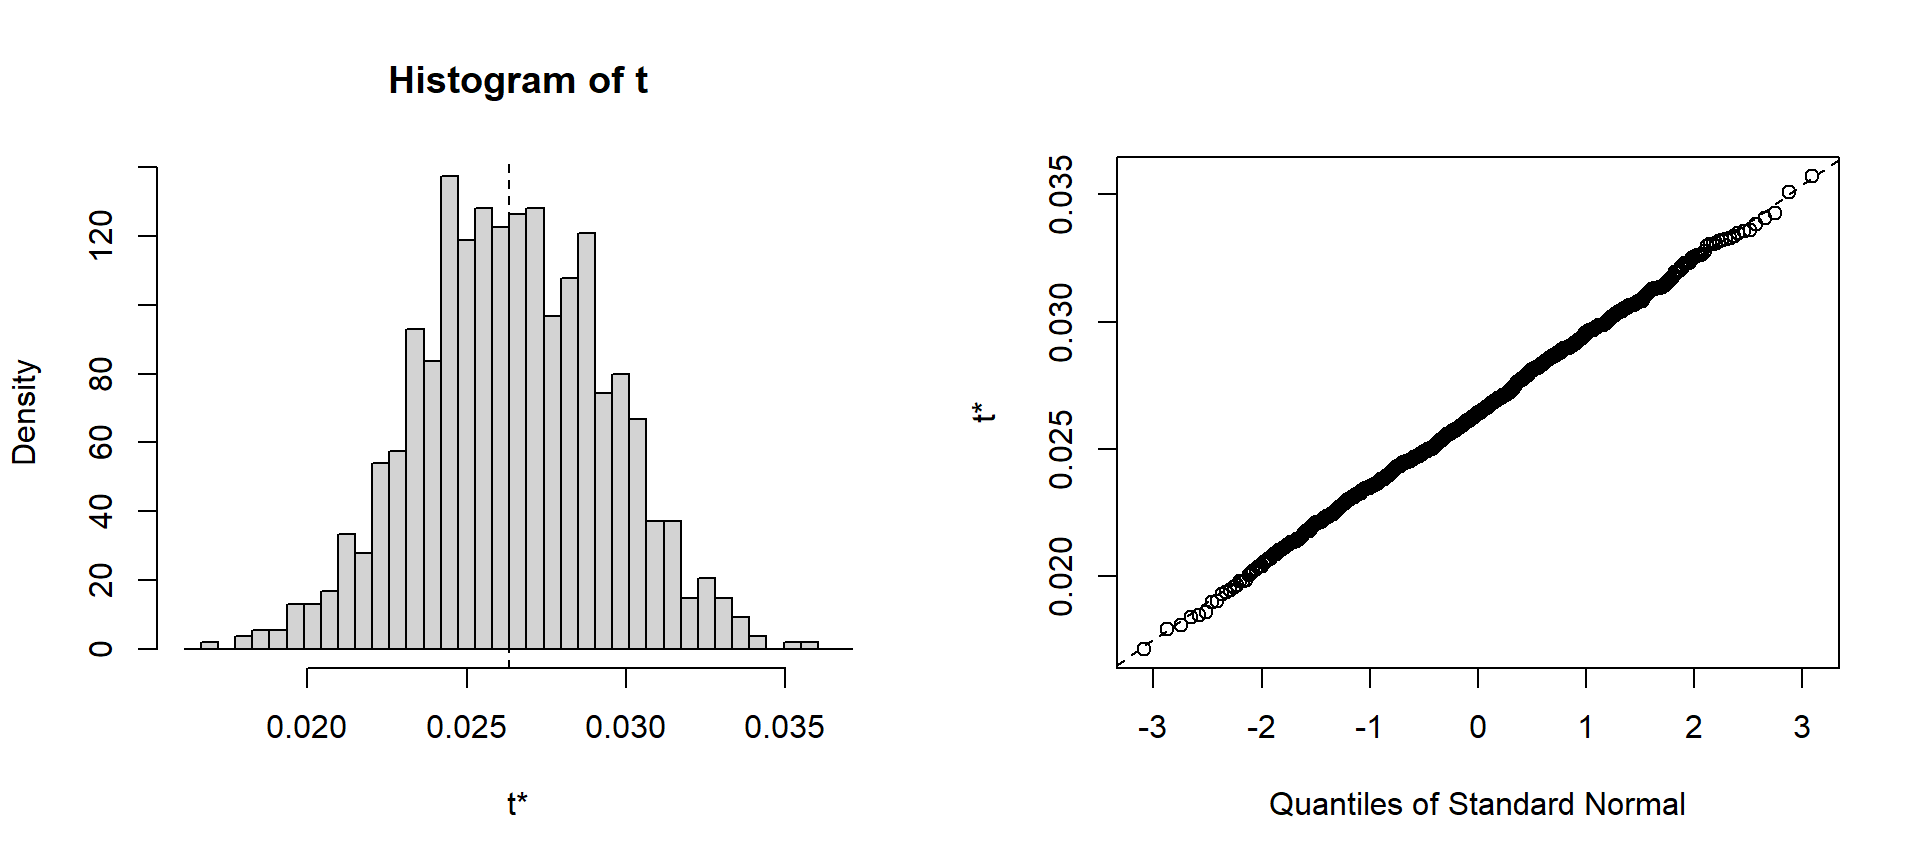 Histogram of t
Density
0 20 40 60 80 120
0.020 0.025 0.030 0.035
t*
t*
0.020 0.025 0.030 0.035
-3 -2 -1 0 1 2 3
Quantiles of Standard Normal